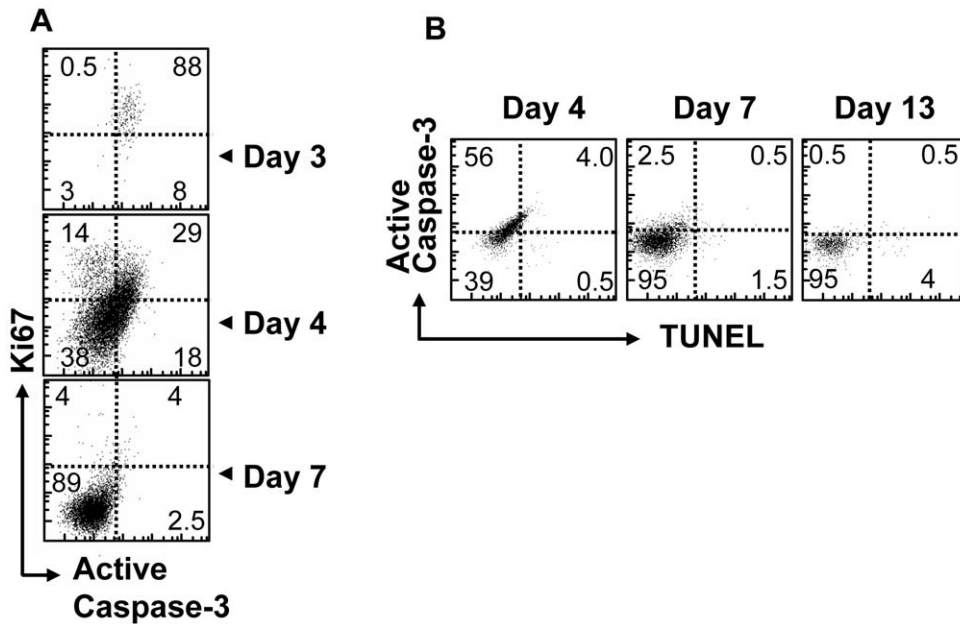 A
0.5 88
3 8
Day 3
14 29
38 18
Day 4
4 4
89
2.5
Day 7
Ki67
Active
Caspase-3
B
Day 4 Day 7 Day 13
Active
Caspase-3
56 4.0
39 0.5
2.5 0.5
95 1.5
0.5 0.5
95 4
TUNEL